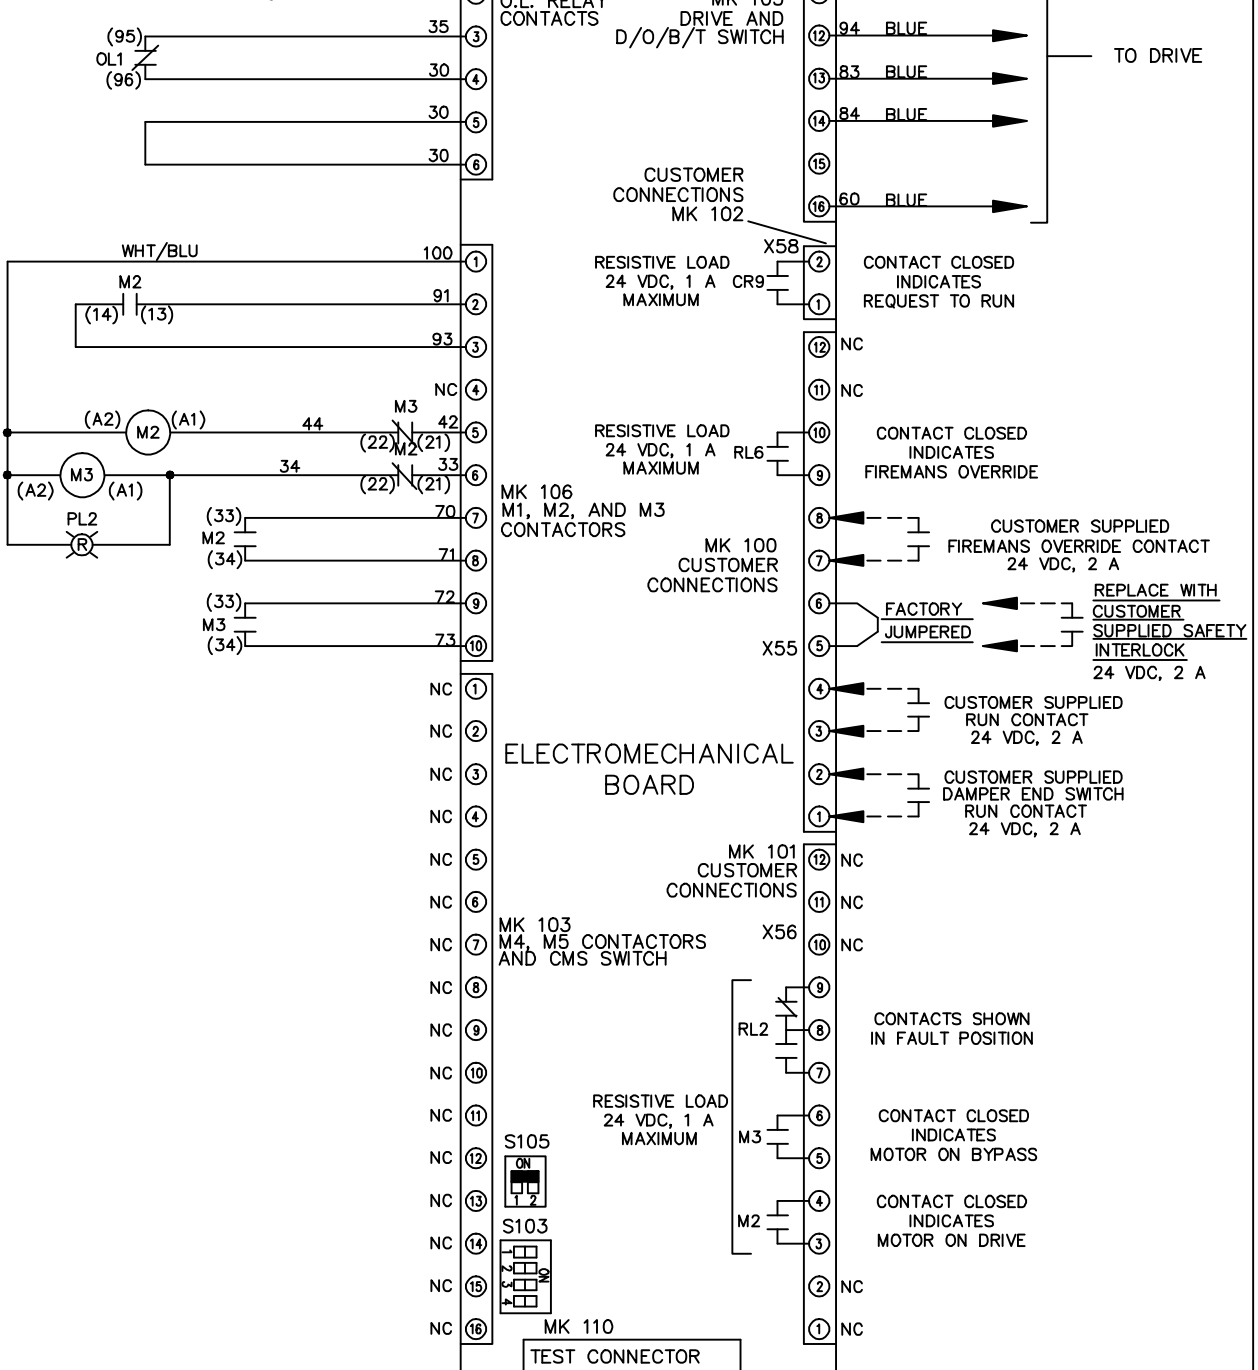 O.L. RELAY
CONTACTS
MK 105
DRIVE AND
D/O/B/T SWITCH
(95)
OL1
(96)
35
3
30
4
30
5
30
6
12
94 BLUE
13
83 BLUE
14
84 BLUE
15
16
60 BLUE
TO DRIVE
CUSTOMER
CONNECTIONS
MK 102
X58
RESISTIVE LOAD
24 VDC, 1 A
MAXIMUM
CR9
2
1
CONTACT CLOSED
INDICATES
REQUEST TO RUN
WHT/BLU
100
1
M2
(14) (13)
91
2
93
3
NC 4
(A2) M2 (A1)
44
M3
(22) (21)
42
5
(A2) M3 (A1)
34
M2
(22) (21)
33
6
PL2
R
(33)
M2
(34)
70
7
71
8
(33)
M3
(34)
72
9
73
10
MK 106
M1, M2, AND M3
CONTACTORS
12 NC
11 NC
RESISTIVE LOAD
24 VDC, 1 A
MAXIMUM
RL6
10
9
CONTACT CLOSED
INDICATES
FIREMANS OVERRIDE
MK 100
CUSTOMER
CONNECTIONS
X55
8
7
CUSTOMER SUPPLIED
FIREMANS OVERRIDE CONTACT
24 VDC, 2 A
6
5
FACTORY
JUMPERED
REPLACE WITH
CUSTOMER
SUPPLIED SAFETY
INTERLOCK
24 VDC, 2 A
4
3
CUSTOMER SUPPLIED
RUN CONTACT
24 VDC, 2 A
2
1
CUSTOMER SUPPLIED
DAMPER END SWITCH
RUN CONTACT
24 VDC, 2 A
ELECTROMECHANICAL
BOARD
NC 1
NC 2
NC 3
NC 4
NC 5
NC 6
NC 7
NC 8
NC 9
NC 10
NC 11
NC 12
NC 13
NC 14
NC 15
NC 16
MK 103
M4, M5 CONTACTORS
AND CMS SWITCH
MK 101
CUSTOMER
CONNECTIONS
X56
12 NC
11 NC
10 NC
RL2
9
8
7
CONTACTS SHOWN
IN FAULT POSITION
RESISTIVE LOAD
24 VDC, 1 A
MAXIMUM
M3
6
5
CONTACT CLOSED
INDICATES
MOTOR ON BYPASS
M2
4
3
CONTACT CLOSED
INDICATES
MOTOR ON DRIVE
2 NC
1 NC
S105
ON
1 2
S103
1
2
3
4
ON
MK 110
TEST CONNECTOR